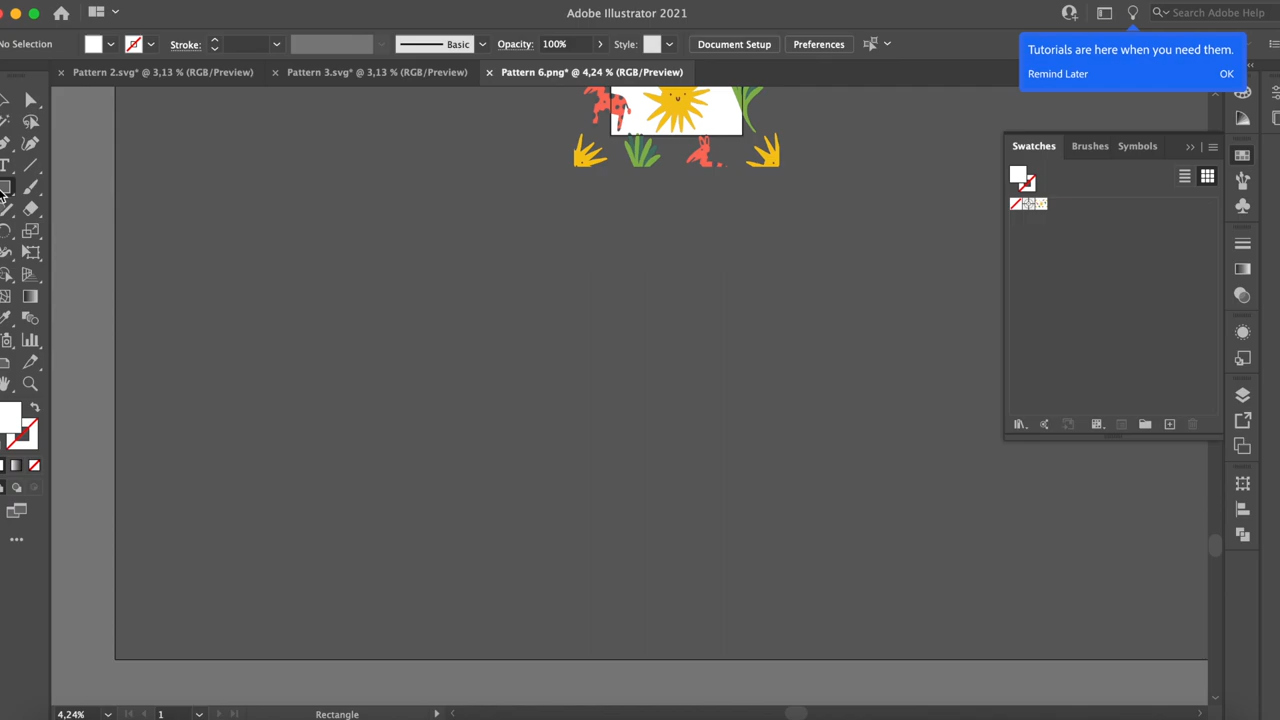 Adobe Illustrator 2021
Search Adobe Help
No Selection
Stroke:
Basic
Opacity: 100%
Style:
Document Setup
Preferences
Tutorials are here when you need them.
Remind Later
OK
× Pattern 2.svg* @ 3,13 % (RGB/Preview)
× Pattern 3.svg* @ 3,13 % (RGB/Preview)
× Pattern 6.png* @ 4,24 % (RGB/Preview)
Swatches
Brushes
Symbols
4,24%
1
Rectangle